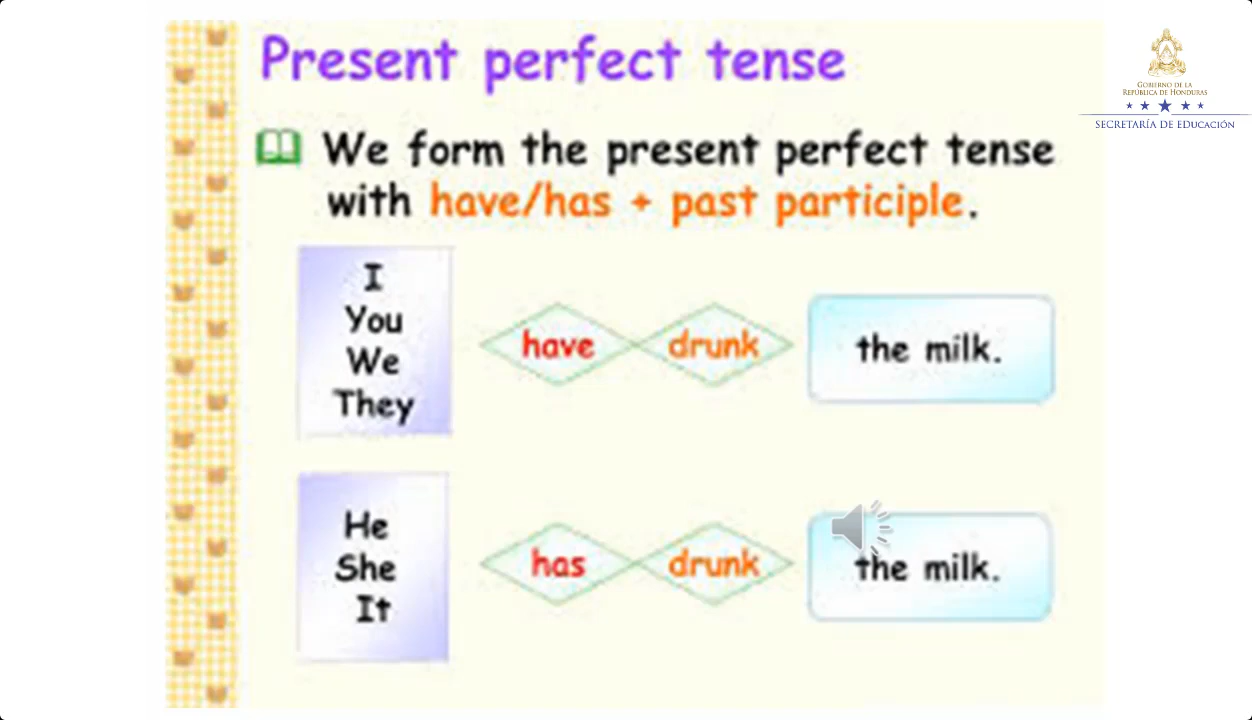 Present perfect tense
GOBIERNO DE LA
REPÚBLICA DE HONDURAS
SECRETARÍA DE EDUCACIÓN
We form the present perfect tense
with have/has + past participle.
I
You
We
They
have drunk the milk.
He
She
It
has drunk the milk.